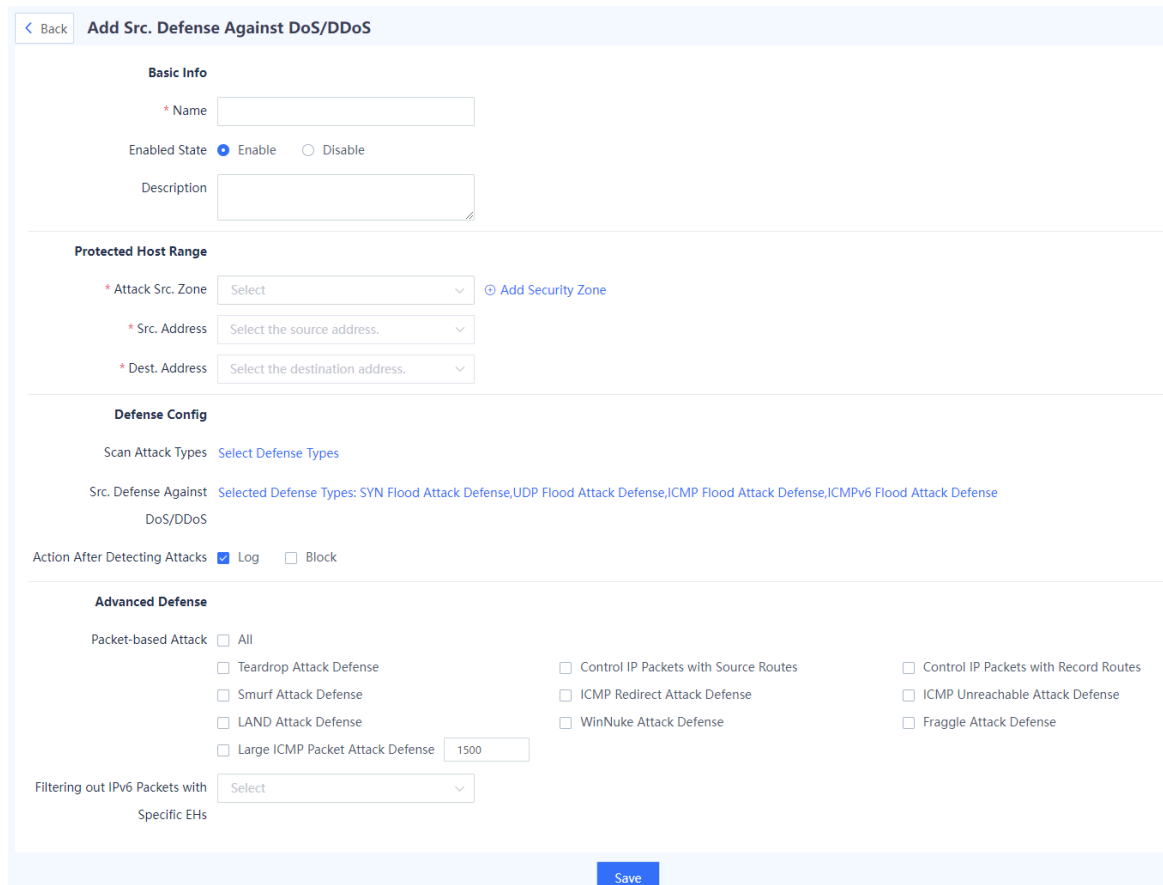 Back Add Src. Defense Against DoS/DDoS
Basic Info
* Name
Enabled State Enable Disable
Description
Protected Host Range
* Attack Src. Zone Select Add Security Zone
* Src. Address Select the source address.
* Dest. Address Select the destination address.
Defense Config
Scan Attack Types Select Defense Types
Src. Defense Against Selected Defense Types: SYN Flood Attack Defense,UDP Flood Attack Defense,ICMP Flood Attack Defense,ICMPv6 Flood Attack Defense
DoS/DDoS
Action After Detecting Attacks Log Block
Advanced Defense
Packet-based Attack All
Teardrop Attack Defense Control IP Packets with Source Routes Control IP Packets with Record Routes
Smurf Attack Defense ICMP Redirect Attack Defense ICMP Unreachable Attack Defense
LAND Attack Defense WinNuke Attack Defense Fraggle Attack Defense
Large ICMP Packet Attack Defense 1500
Filtering out IPv6 Packets with Select
Specific EHs
Save